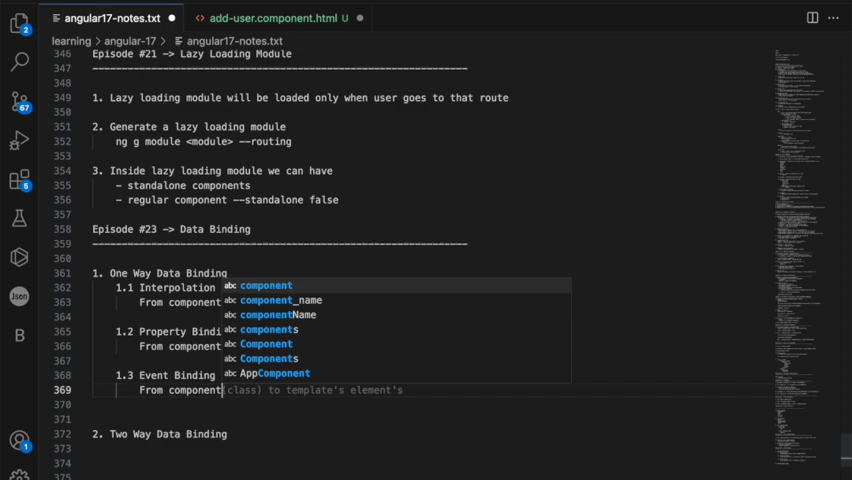 angular17-notes.txt
add-user.component.html U
learning > angular-17 > angular17-notes.txt
346 Episode #21 -> Lazy Loading Module
347 ----------------------------------------------------------------
348
349 1. Lazy loading module will be loaded only when user goes to that route
350
351 2. Generate a lazy loading module
352 ng g module <module> --routing
353
354 3. Inside lazy loading module we can have
355 - standalone components
356 - regular component --standalone false
357
358 Episode #23 -> Data Binding
359 ----------------------------------------------------------------
360
361 1. One Way Data Binding
362 1.1 Interpolation
363 From component
364
365 1.2 Property Bindi
366 From component
367
368 1.3 Event Binding
369 From component(class) to template's element's
370
371
372 2. Two Way Data Binding
373
374
375
abc component
abc component_name
abc componentName
abc components
abc Component
abc Components
abc AppComponent
2
67
5
Json
B
1